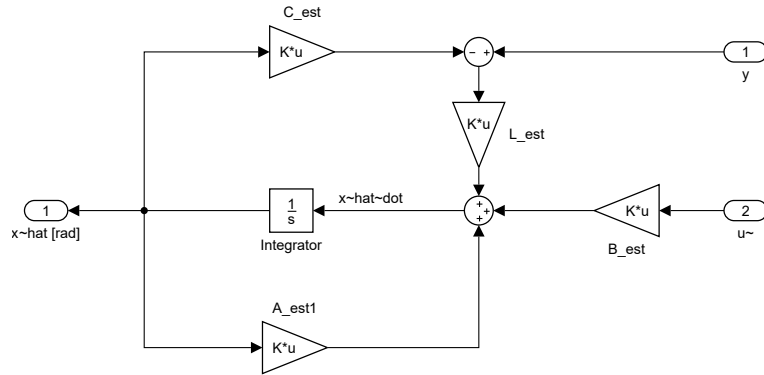 C_est
K*u
− +
1
y
K*u
L_est
1
x~hat [rad]
1
s
Integrator
x~hat~dot
+
+
+
K*u
B_est
2
u~
A_est1
K*u